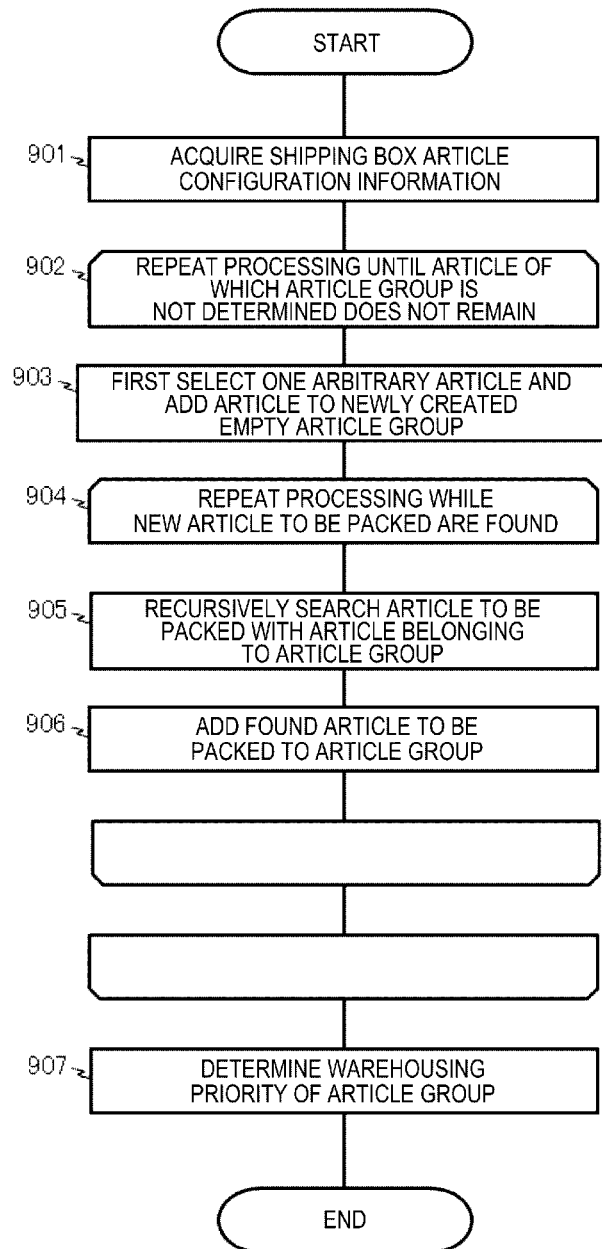 START
901
ACQUIRE SHIPPING BOX ARTICLE
CONFIGURATION INFORMATION
902
REPEAT PROCESSING UNTIL ARTICLE OF
WHICH ARTICLE GROUP IS
NOT DETERMINED DOES NOT REMAIN
903
FIRST SELECT ONE ARBITRARY ARTICLE AND
ADD ARTICLE TO NEWLY CREATED
EMPTY ARTICLE GROUP
904
REPEAT PROCESSING WHILE
NEW ARTICLE TO BE PACKED ARE FOUND
905
RECURSIVELY SEARCH ARTICLE TO BE
PACKED WITH ARTICLE BELONGING
TO ARTICLE GROUP
906
ADD FOUND ARTICLE TO BE
PACKED TO ARTICLE GROUP
907
DETERMINE WAREHOUSING
PRIORITY OF ARTICLE GROUP
END